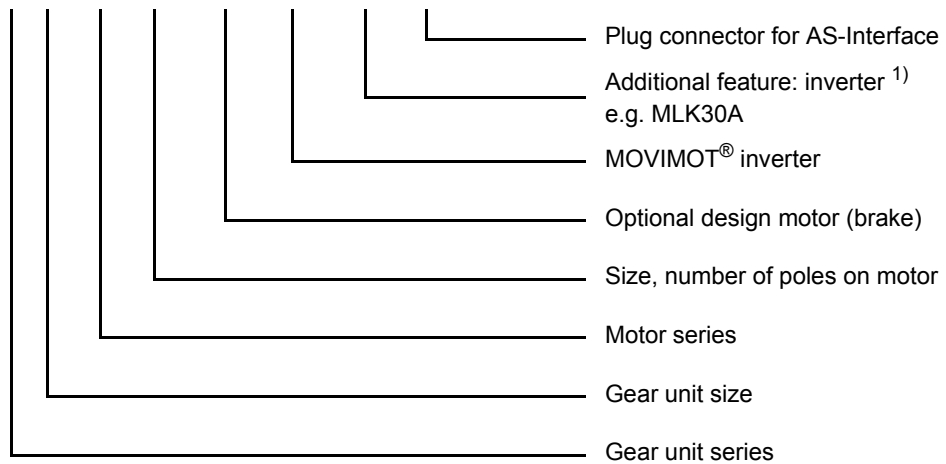 Plug connector for AS-Interface
Additional feature: inverter 1)
e.g. MLK30A
MOVIMOT® inverter
Optional design motor (brake)
Size, number of poles on motor
Motor series
Gear unit size
Gear unit series